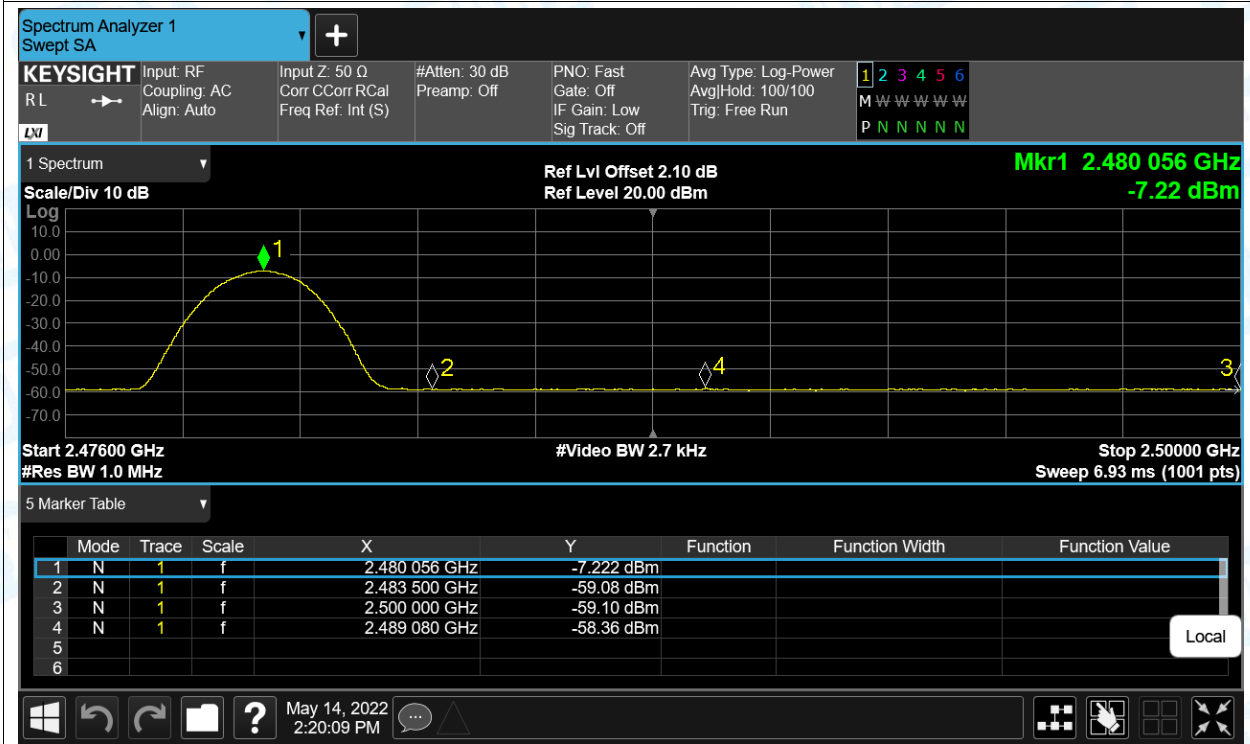 Spectrum Analyzer 1
Swept SA
+
KEYSIGHT
R L
LXI
Input: RF
Coupling: AC
Align: Auto
Input Z: 50 Ω
Corr CCorr RCal
Freq Ref: Int (S)
#Atten: 30 dB
Preamp: Off
PNO: Fast
Gate: Off
IF Gain: Low
Sig Track: Off
Avg Type: Log-Power
Avg|Hold: 100/100
Trig: Free Run
1 2 3 4 5 6
M W W W W W
P N N N N N
1 Spectrum
Scale/Div 10 dB
Ref Lvl Offset 2.10 dB
Ref Level 20.00 dBm
Mkr1 2.480 056 GHz
-7.22 dBm
Log
10.0
0.00
-10.0
-20.0
-30.0
-40.0
-50.0
-60.0
-70.0
1
2
4
3
Start 2.47600 GHz
#Video BW 2.7 kHz
Stop 2.50000 GHz
#Res BW 1.0 MHz
Sweep 6.93 ms (1001 pts)
5 Marker Table
Mode Trace Scale X Y Function Function Width Function Value
1 N 1 f 2.480 056 GHz -7.222 dBm
2 N 1 f 2.483 500 GHz -59.08 dBm
3 N 1 f 2.500 000 GHz -59.10 dBm
4 N 1 f 2.489 080 GHz -58.36 dBm
5
6
Local
?
May 14, 2022
2:20:09 PM